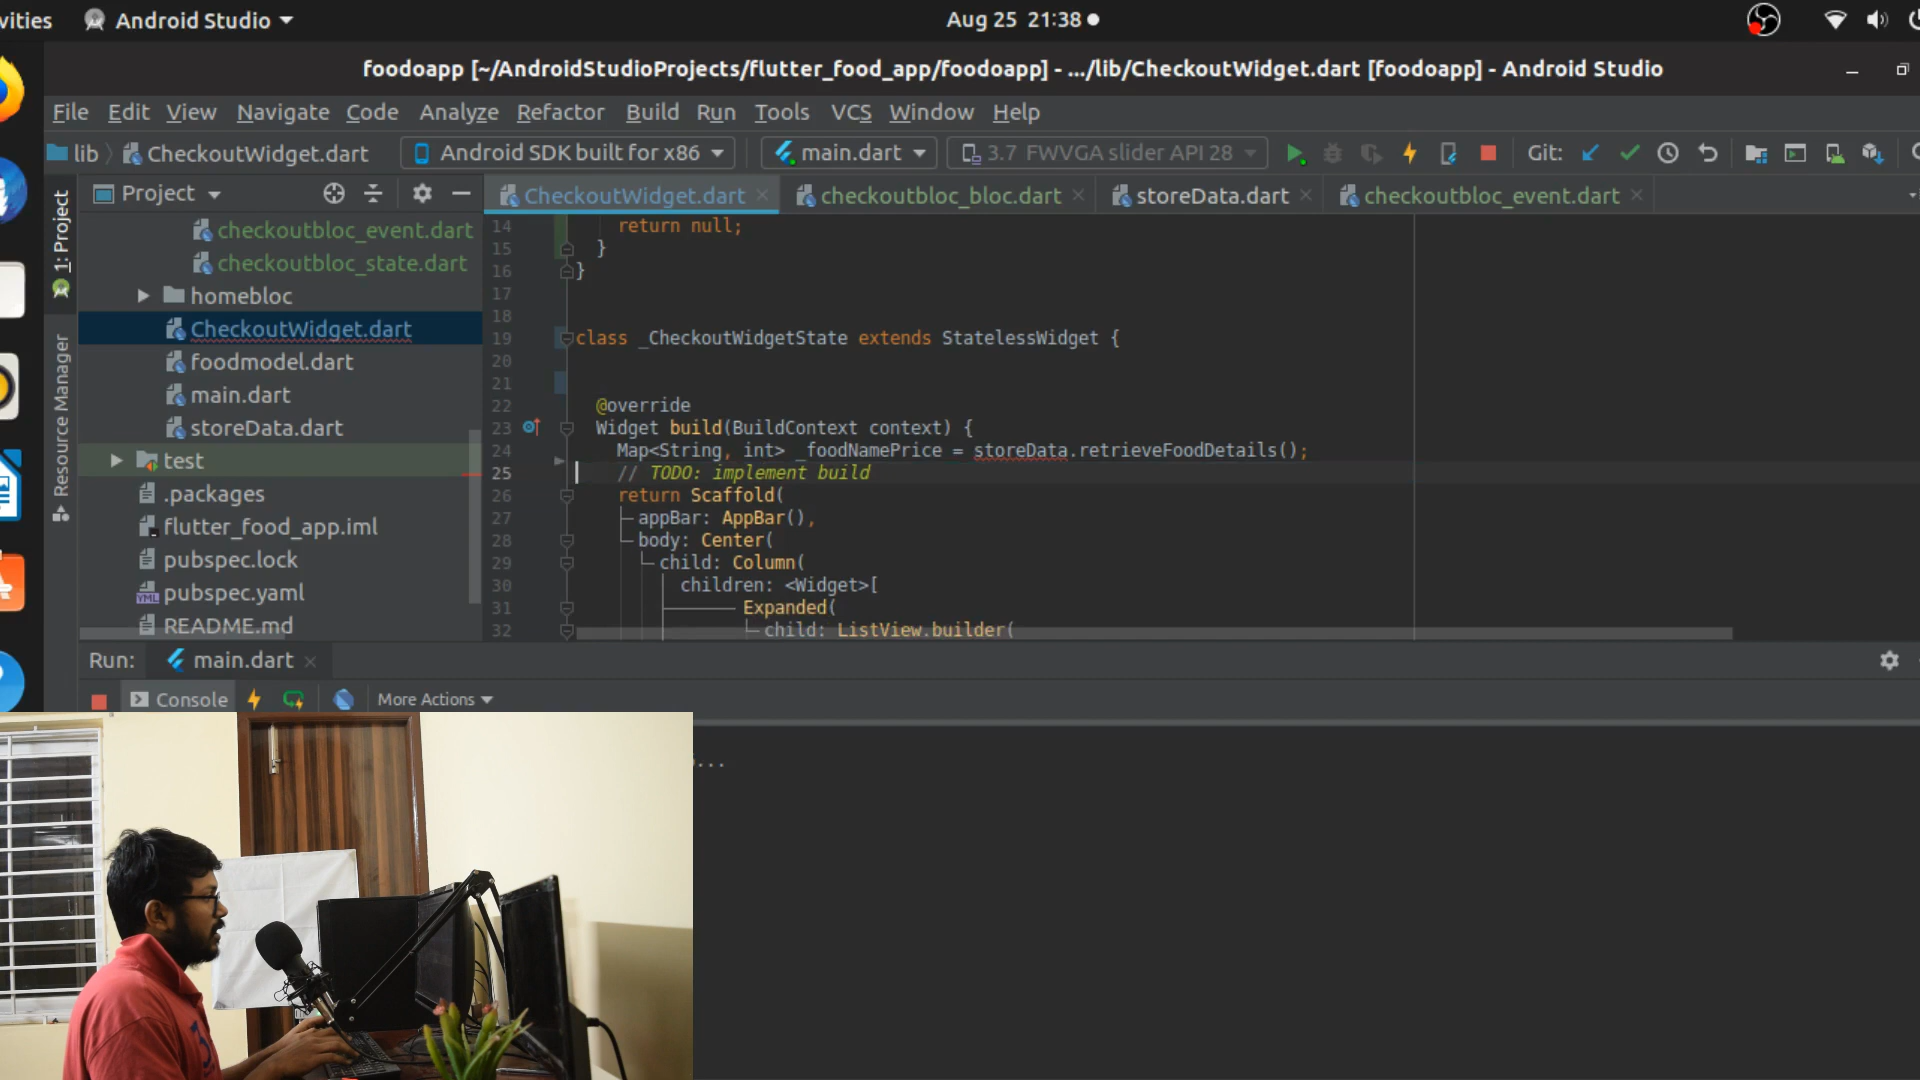 vities
Android Studio
Aug 25 21:38
foodoapp [~/AndroidStudioProjects/flutter_food_app/foodoapp] - .../lib/CheckoutWidget.dart [foodoapp] - Android Studio
File Edit View Navigate Code Analyze Refactor Build Run Tools VCS Window Help
lib CheckoutWidget.dart Android SDK built for x86 main.dart 3.7 FWVGA slider API 28 Git:
1: Project
Resource Manager
Project
checkoutbloc_event.dart
checkoutbloc_state.dart
homebloc
CheckoutWidget.dart
foodmodel.dart
main.dart
storeData.dart
test
.packages
flutter_food_app.iml
pubspec.lock
pubspec.yaml
README.md
CheckoutWidget.dart checkoutbloc_bloc.dart storeData.dart checkoutbloc_event.dart
14 return null;
15 }
16 }
17
18
19 class _CheckoutWidgetState extends StatelessWidget {
20
21
22 @override
23 Widget build(BuildContext context) {
24 Map<String, int> _foodNamePrice = storeData.retrieveFoodDetails();
25 // TODO: implement build
26 return Scaffold(
27 appBar: AppBar(),
28 body: Center(
29 child: Column(
30 children: <Widget>[
31 Expanded(
32 child: ListView.builder(
Run: main.dart
Console More Actions
...